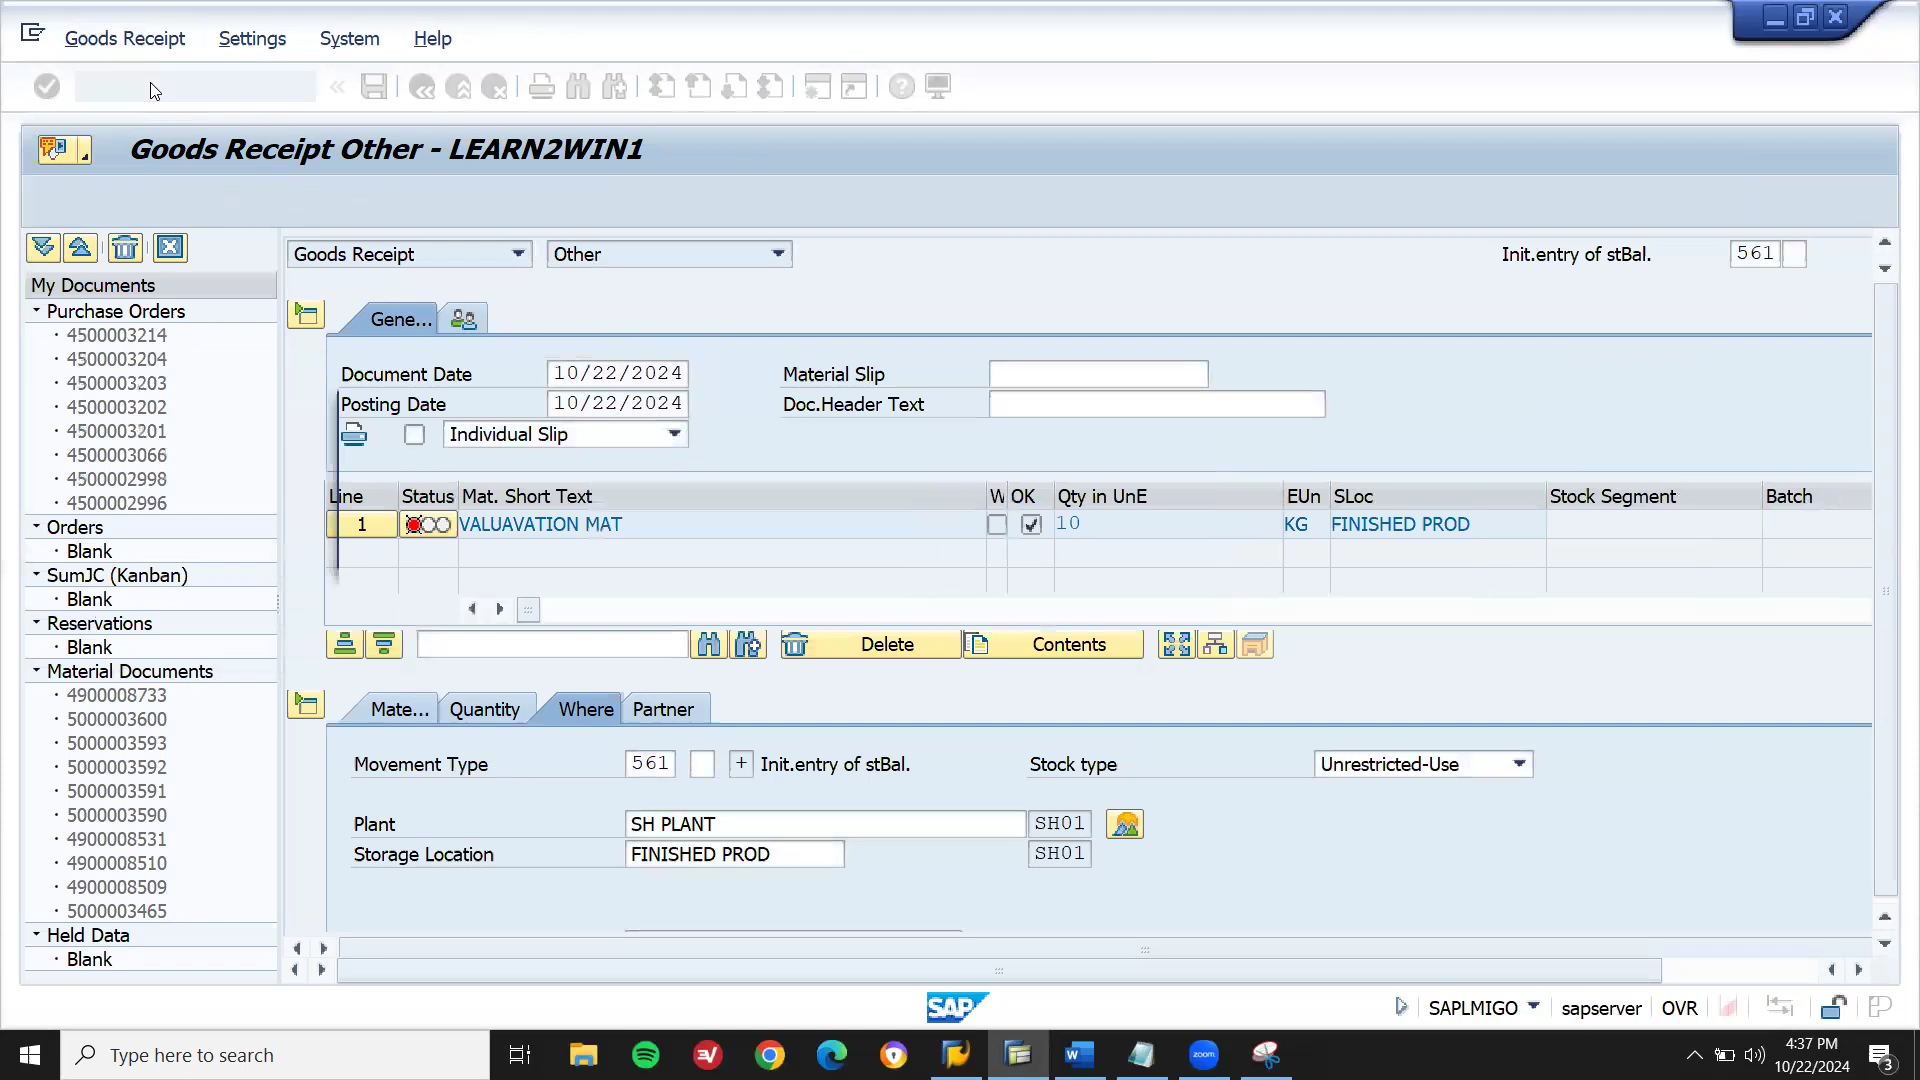 Goods Receipt Settings System Help
Goods Receipt Other - LEARN2WIN1
My Documents
Purchase Orders
4500003214
4500003204
4500003203
4500003202
4500003201
4500003066
4500002998
4500002996
Orders
Blank
SumJC (Kanban)
Blank
Reservations
Blank
Material Documents
4900008733
5000003600
5000003593
5000003592
5000003591
5000003590
4900008531
4900008510
4900008509
5000003465
Held Data
Blank
Goods Receipt Other Init.entry of stBal. 561
Gene...
Document Date 10/22/2024 Material Slip
Posting Date 10/22/2024 Doc.Header Text
Individual Slip
Line Status Mat. Short Text W OK Qty in UnE EUn SLoc Stock Segment Batch
1 VALUAVATION MAT 10 KG FINISHED PROD
Delete Contents
Mate... Quantity Where Partner
Movement Type 561 + Init.entry of stBal. Stock type Unrestricted-Use
Plant SH PLANT SH01
Storage Location FINISHED PROD SH01
SAP SAPLMIGO sapserver OVR
Type here to search
EV
zoom
4:37 PM
10/22/2024
3